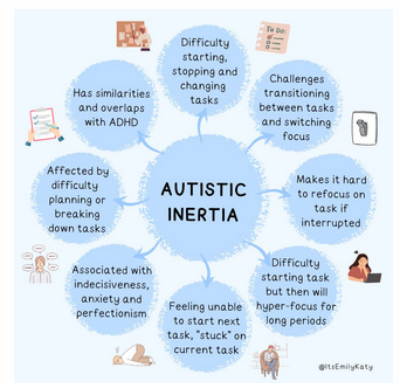 AUTISTIC
INERTIA
Difficulty
starting,
stopping and
changing
tasks
To Do:
Challenges
transitioning
between tasks
and switching
focus
Makes it hard
to refocus on
task if
interrupted
Difficulty
starting task
but then will
hyper-focus for
long periods
Feeling unable
to start next
task, "stuck" on
current task
Associated with
indecisiveness,
anxiety and
perfectionism
Affected by
difficulty
planning or
breaking
down tasks
Has similarities
and overlaps
with ADHD
@ItsEmilyKaty